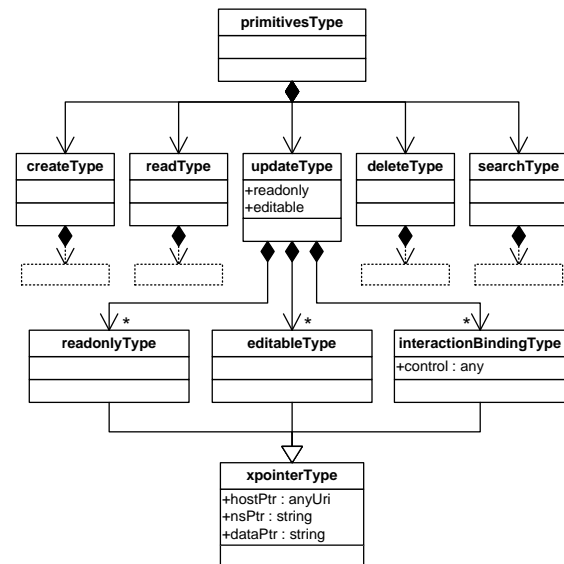 primitivesType
createType
readType
updateType
+readonly
+editable
deleteType
searchType
*
*
*
readonlyType
editableType
interactionBindingType
+control : any
xpointerType
+hostPtr : anyUri
+nsPtr : string
+dataPtr : string